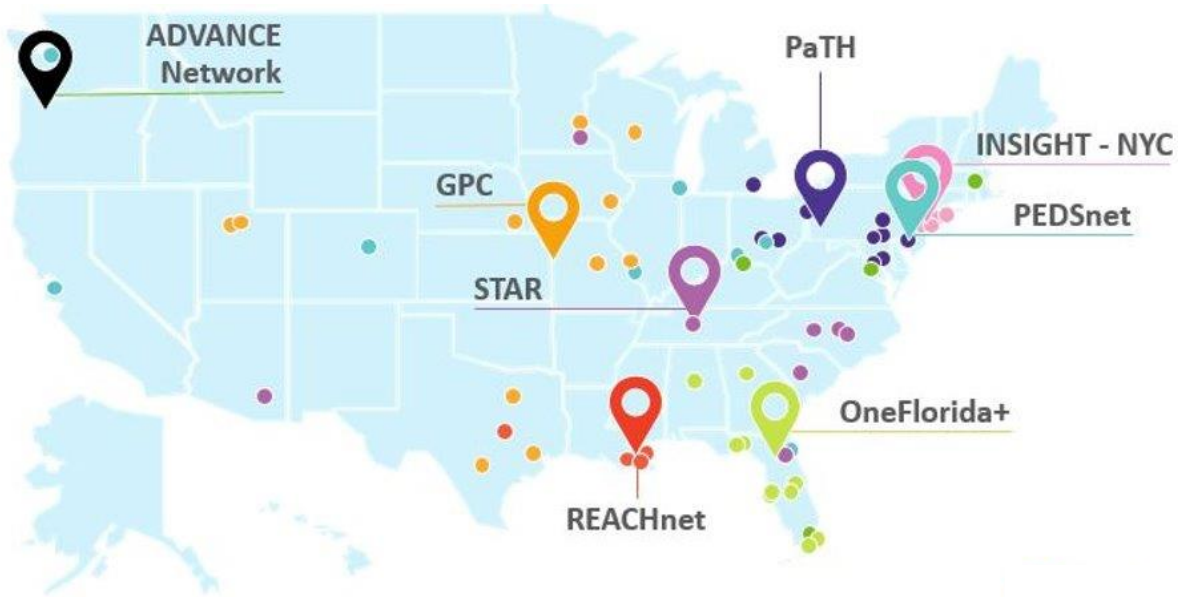 ADVANCE
Network
PaTH
INSIGHT - NYC
GPC
PEDSnet
STAR
OneFlorida+
REACHnet